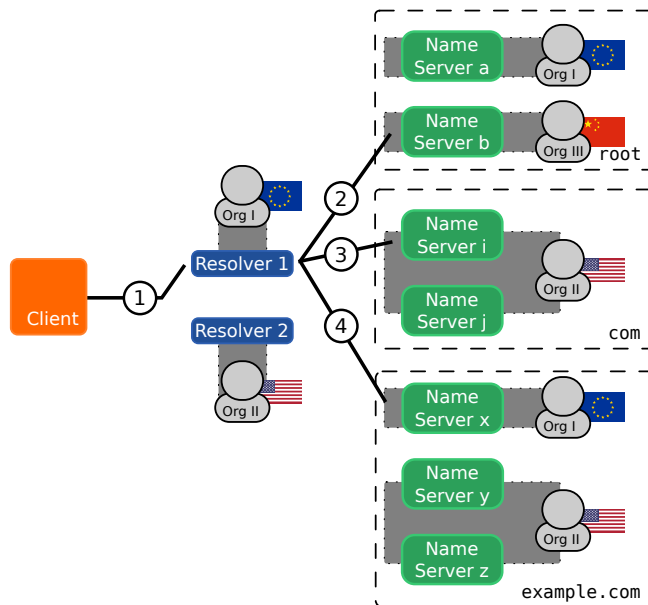 Name
Server a
Org I
Name
Server b
Org III
root
2
Org I
Name
Server i
3
Resolver 1
Org II
1
Client
Name
Server j
Resolver 2
4
com
Org II
Name
Server x
Org I
Name
Server y
Org II
Name
Server z
example.com